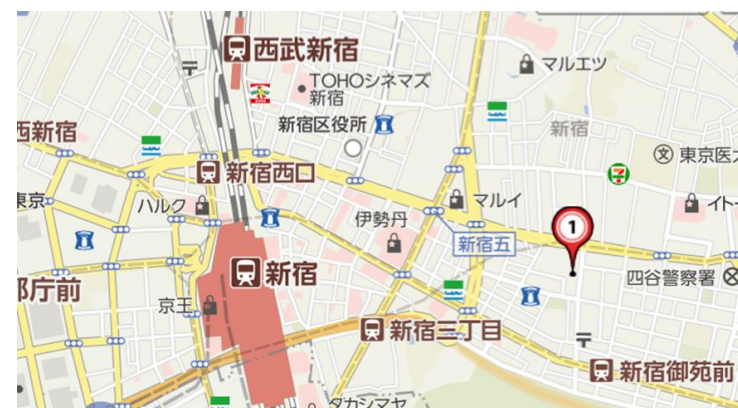 西武新宿
マルエツ
TOHOシネマズ
新宿
新宿区役所
新宿
西新宿
東京医
新宿西口
東京
ハルク
マルイ
イトー
伊勢丹
1
新宿五
新宿
四谷警察署
都庁前
京王
新宿三丁目
新宿御苑前
タカシマヤ